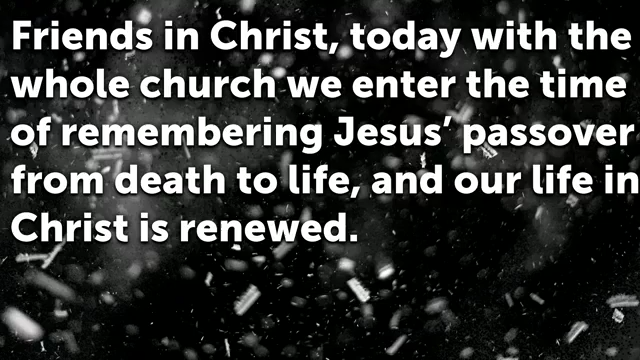 Friends in Christ, today with the
whole church we enter the time
of remembering Jesus’ passover
from death to life, and our life in
Christ is renewed.